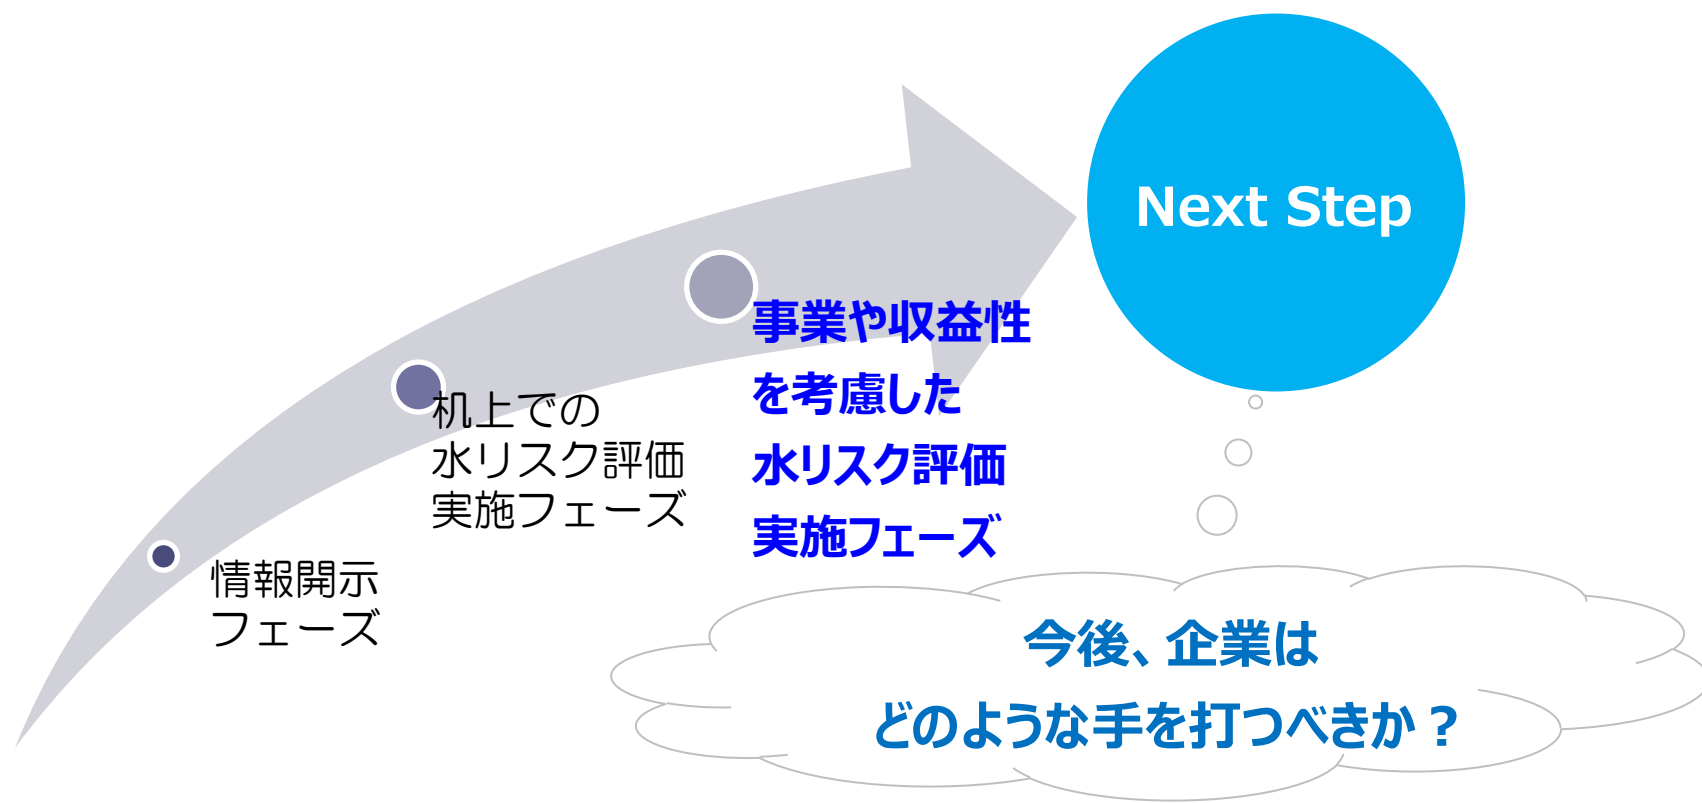 Next Step
事業や収益性
を考慮した
水リスク評価
実施フェーズ
机上での
水リスク評価
実施フェーズ
情報開示
フェーズ
今後、企業は
どのような手を打つべきか？